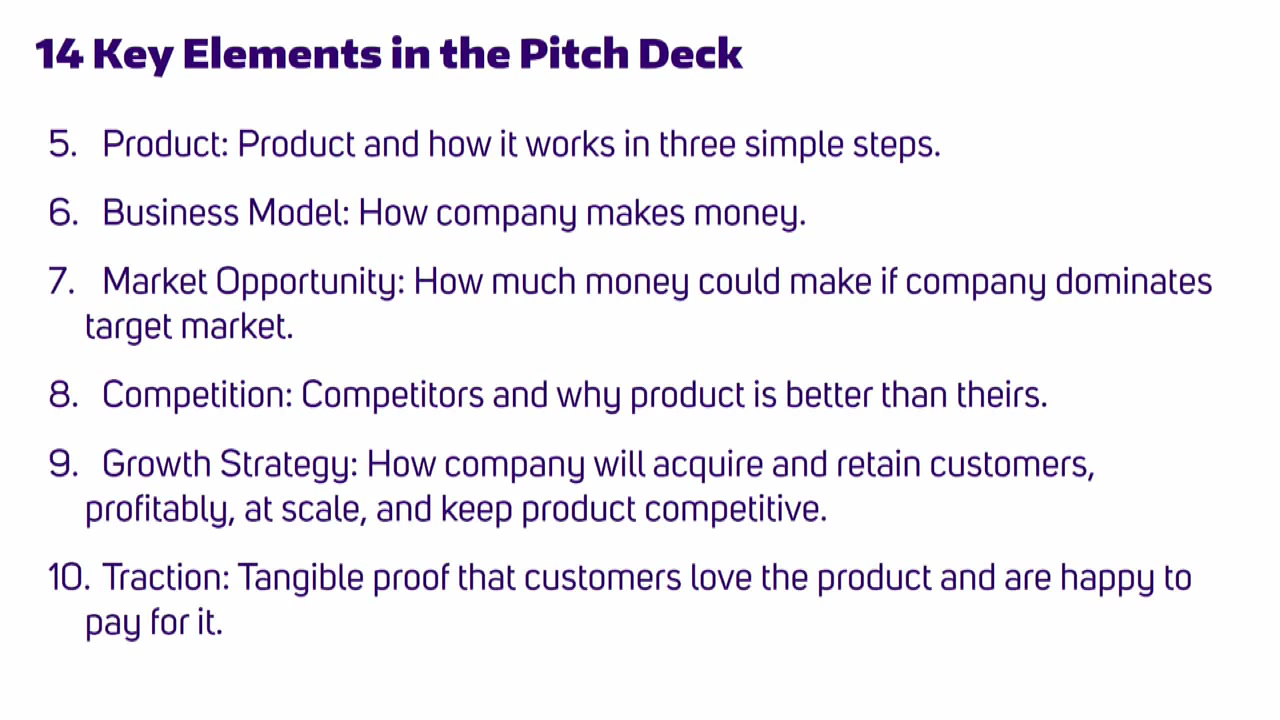 14 Key Elements in the Pitch Deck
5. Product: Product and how it works in three simple steps.
6. Business Model: How company makes money.
7. Market Opportunity: How much money could make if company dominates
target market.
8. Competition: Competitors and why product is better than theirs.
9. Growth Strategy: How company will acquire and retain customers,
profitably, at scale, and keep product competitive.
10. Traction: Tangible proof that customers love the product and are happy to
pay for it.